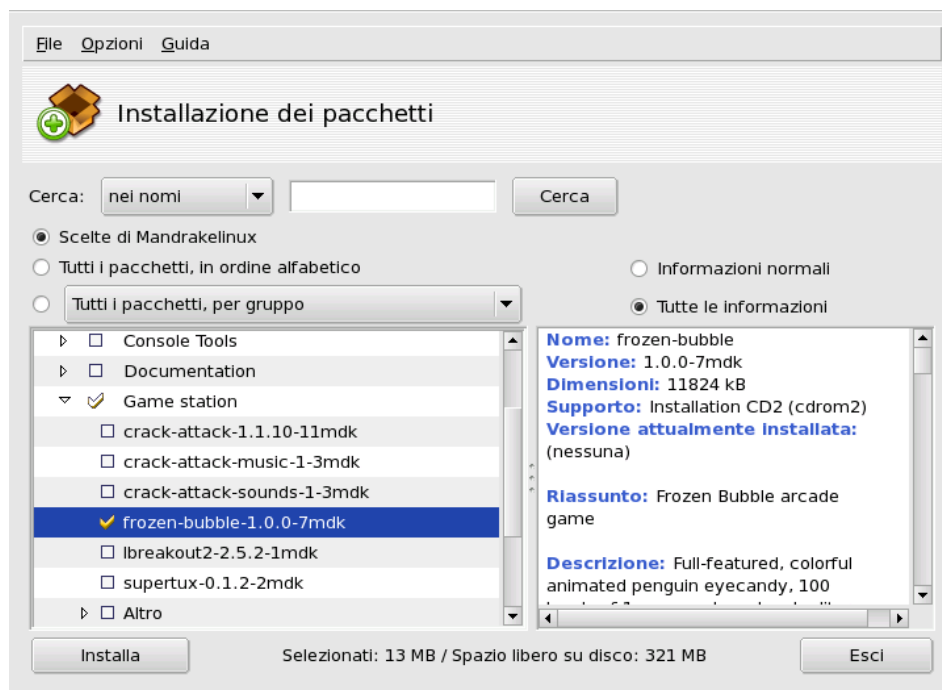 File Opzioni Guida
Installazione dei pacchetti
Cerca: nei nomi Cerca
Scelte di Mandrakelinux
Tutti i pacchetti, in ordine alfabetico
Informazioni normali
Tutti i pacchetti, per gruppo
Tutte le informazioni
Console Tools
Documentation
Game station
crack-attack-1.1.10-11mdk
crack-attack-music-1-3mdk
crack-attack-sounds-1-3mdk
frozen-bubble-1.0.0-7mdk
lbreakout2-2.5.2-1mdk
supertux-0.1.2-2mdk
Altro
Nome: frozen-bubble
Versione: 1.0.0-7mdk
Dimensioni: 11824 kB
Supporto: Installation CD2 (cdrom2)
Versione attualmente installata:
(nessuna)
Riassunto: Frozen Bubble arcade
game
Descrizione: Full-featured, colorful
animated penguin eyecandy, 100
Installa
Selezionati: 13 MB / Spazio libero su disco: 321 MB
Esci